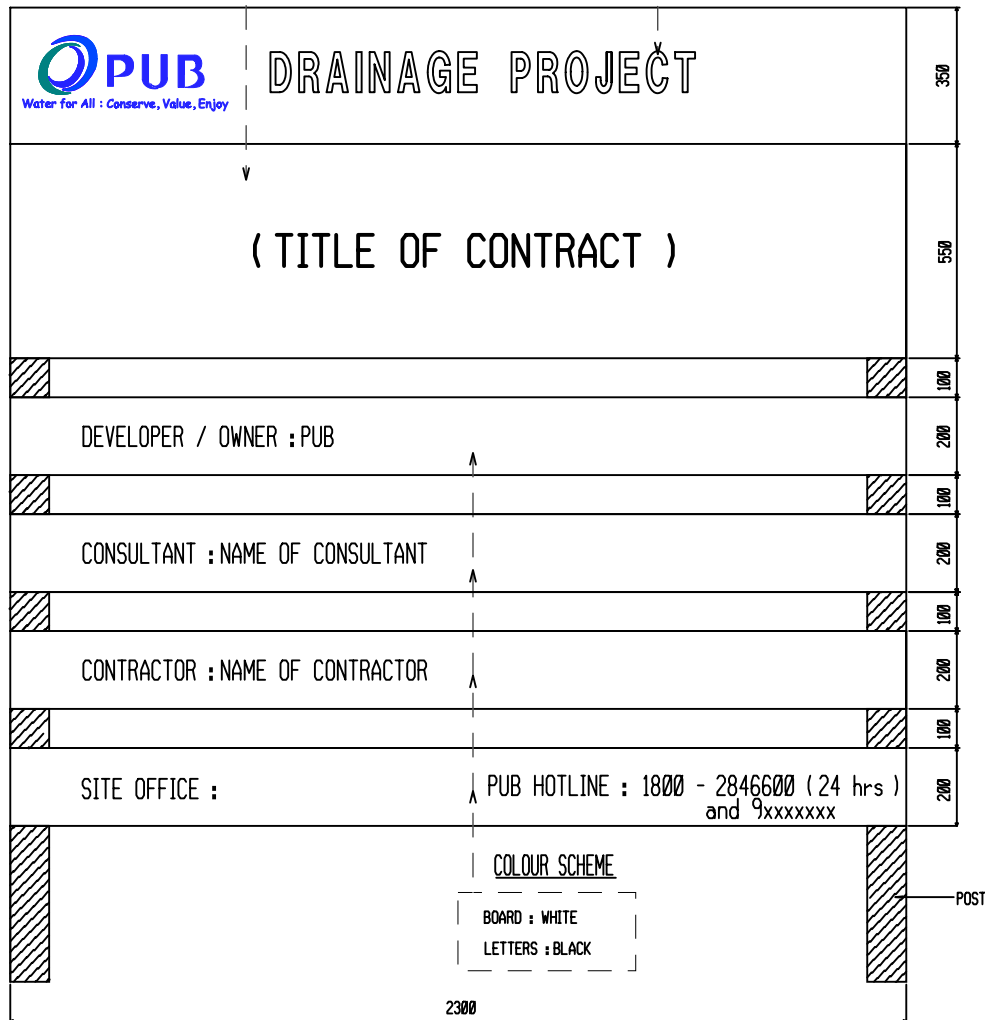 PUB
Water for All : Conserve, Value, Enjoy
DRAINAGE PROJECT
350
( TITLE OF CONTRACT )
550
100
DEVELOPER / OWNER : PUB
200
100
CONSULTANT : NAME OF CONSULTANT
200
100
CONTRACTOR : NAME OF CONTRACTOR
200
100
SITE OFFICE :
PUB HOTLINE : 1800 - 2846600 ( 24 hrs )
and 9xxxxxxx
200
COLOUR SCHEME
BOARD : WHITE
LETTERS : BLACK
POST
2300